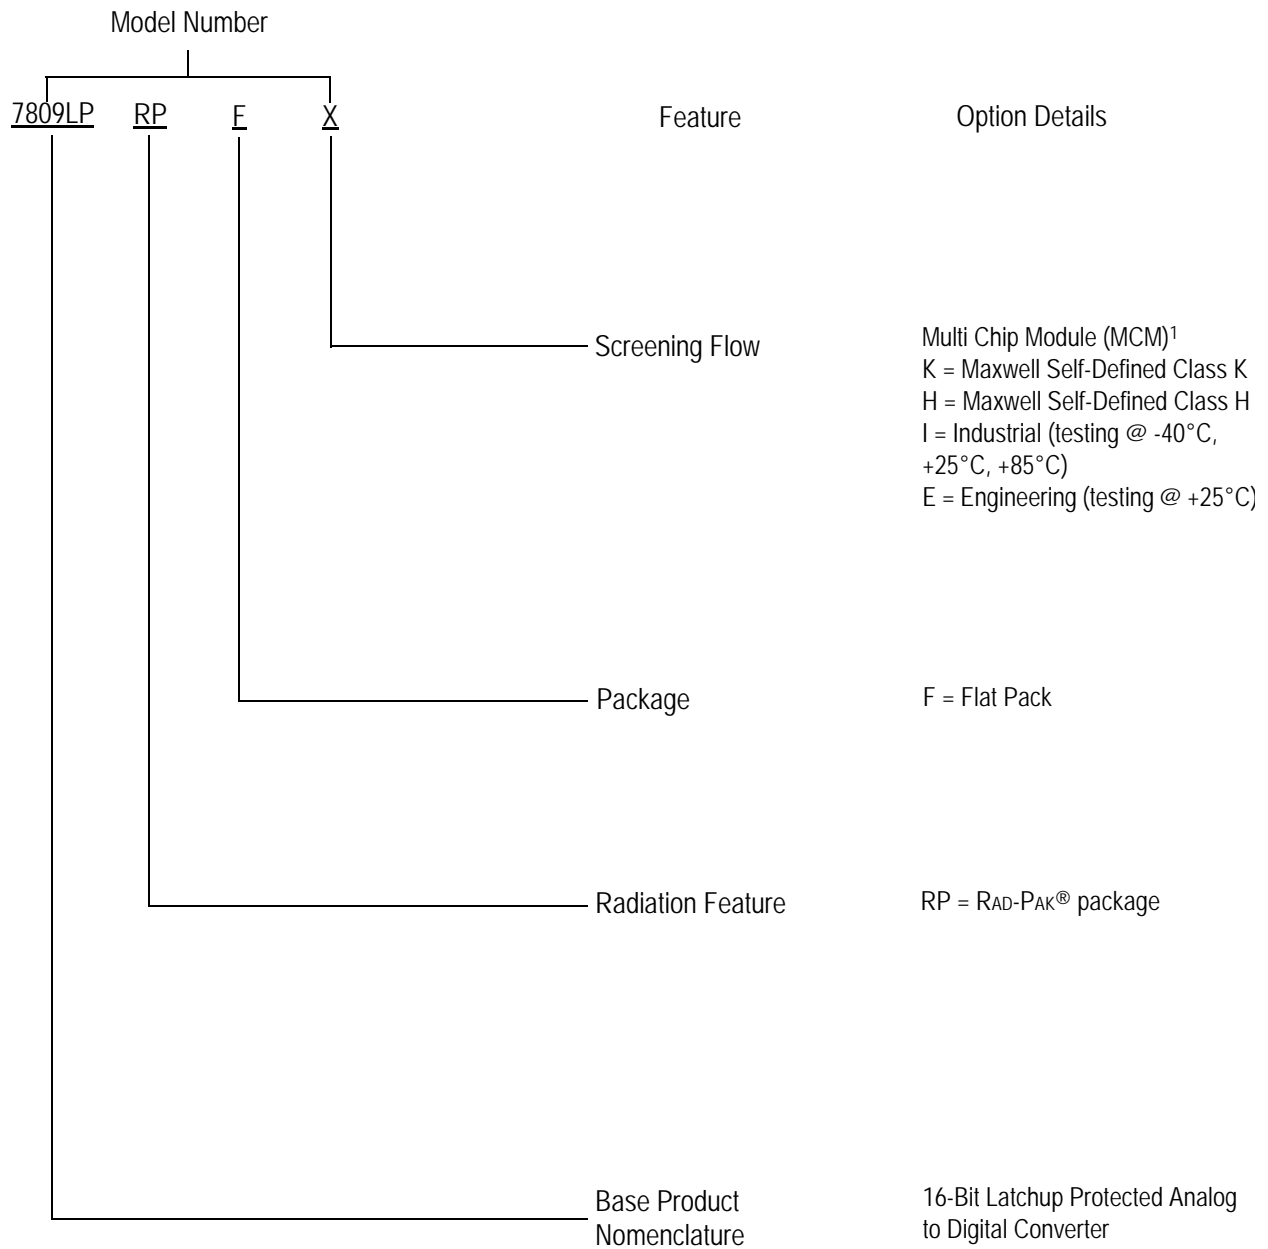 Model Number
7809LP RP F X
Feature
Option Details
Screening Flow
Multi Chip Module (MCM)1
K = Maxwell Self-Defined Class K
H = Maxwell Self-Defined Class H
I = Industrial (testing @ -40°C,
+25°C, +85°C)
E = Engineering (testing @ +25°C)
Package
F = Flat Pack
Radiation Feature
RP = RAD-PAK® package
Base Product
Nomenclature
16-Bit Latchup Protected Analog
to Digital Converter